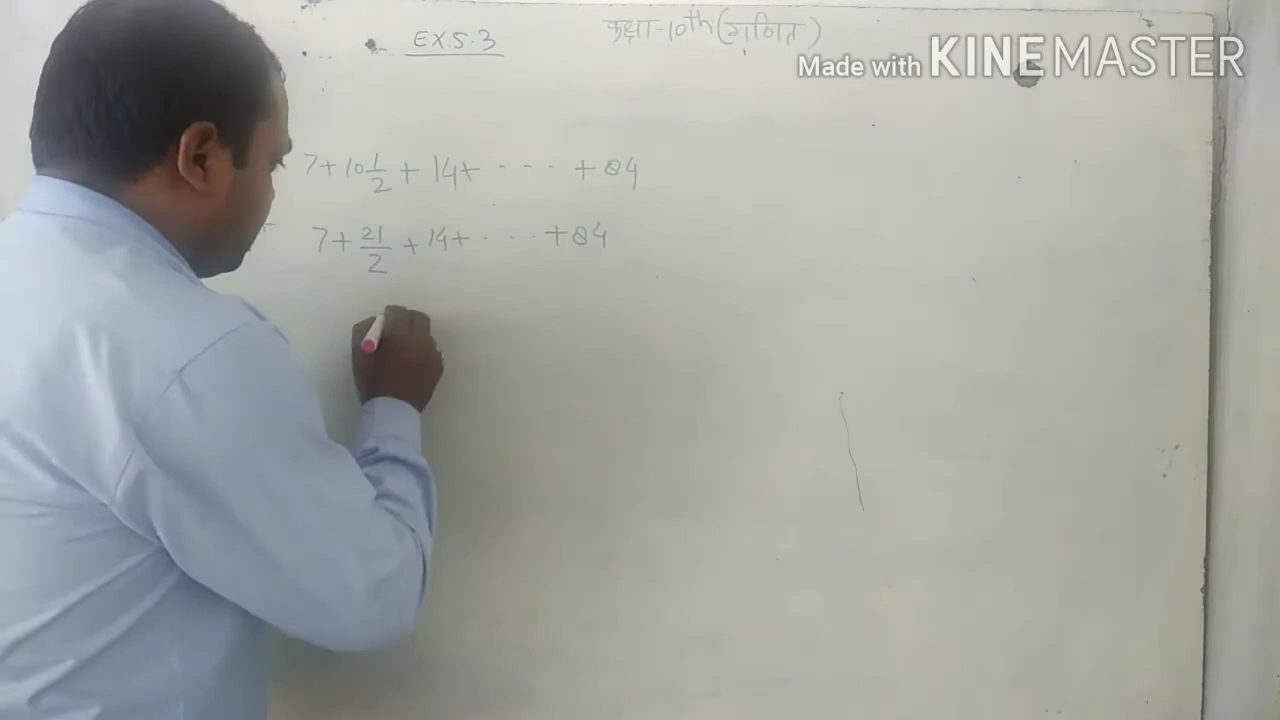 EX.5.3
कक्षा-10th (गणित)
Made with KINEMASTER
7+10 1/2 + 14+ - - - + 84
7+ 21/2 + 14+ . . . + 84